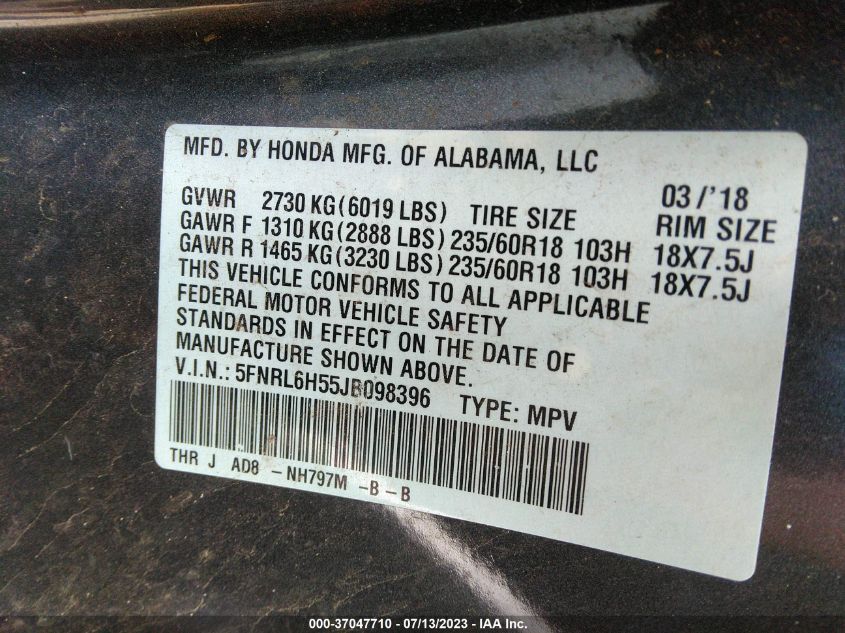 MFD. BY HONDA MFG. OF ALABAMA, LLC 03/'18
GVWR 2730 KG(6019 LBS) TIRE SIZE RIM SIZE
GAWR F 1310 KG(2888 LBS) 235/60R18 103H 18X7.5J
GAWR R 1465 KG(3230 LBS) 235/60R18 103H 18X7.5J
THIS VEHICLE CONFORMS TO ALL APPLICABLE
FEDERAL MOTOR VEHICLE SAFETY
STANDARDS IN EFFECT ON THE DATE OF
MANUFACTURE SHOWN ABOVE.
V.I.N.: 5FNRL6H55JB098396 TYPE: MPV
THR J AD8 -NH797M -B-B
000-37047710 - 07/13/2023 - IAA Inc.